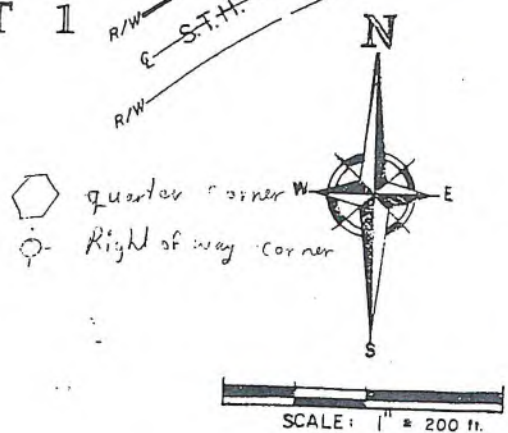 T 1
R/W
℄ S.T.H.
R/W
N
quarter corner
W E
Right of way corner
S
SCALE: 1" = 200 ft.